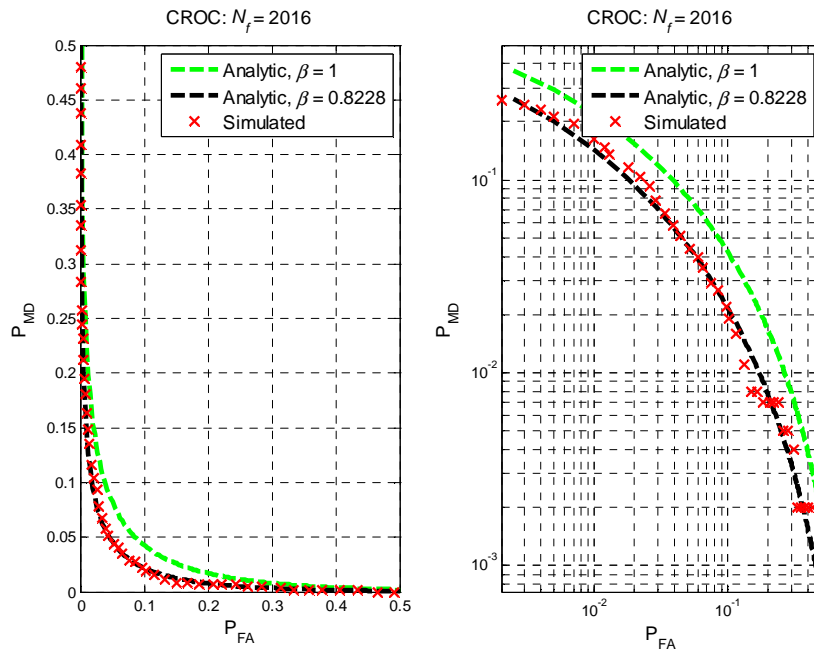 CROC: N_f = 2016
Analytic, β = 1
Analytic, β = 0.8228
Simulated
0.5
0.45
0.4
0.35
0.3
0.25
0.2
0.15
0.1
0.05
0
P_MD
0 0.1 0.2 0.3 0.4 0.5
P_FA
CROC: N_f = 2016
Analytic, β = 1
Analytic, β = 0.8228
Simulated
10^-1
10^-2
10^-3
P_MD
10^-2 10^-1
P_FA